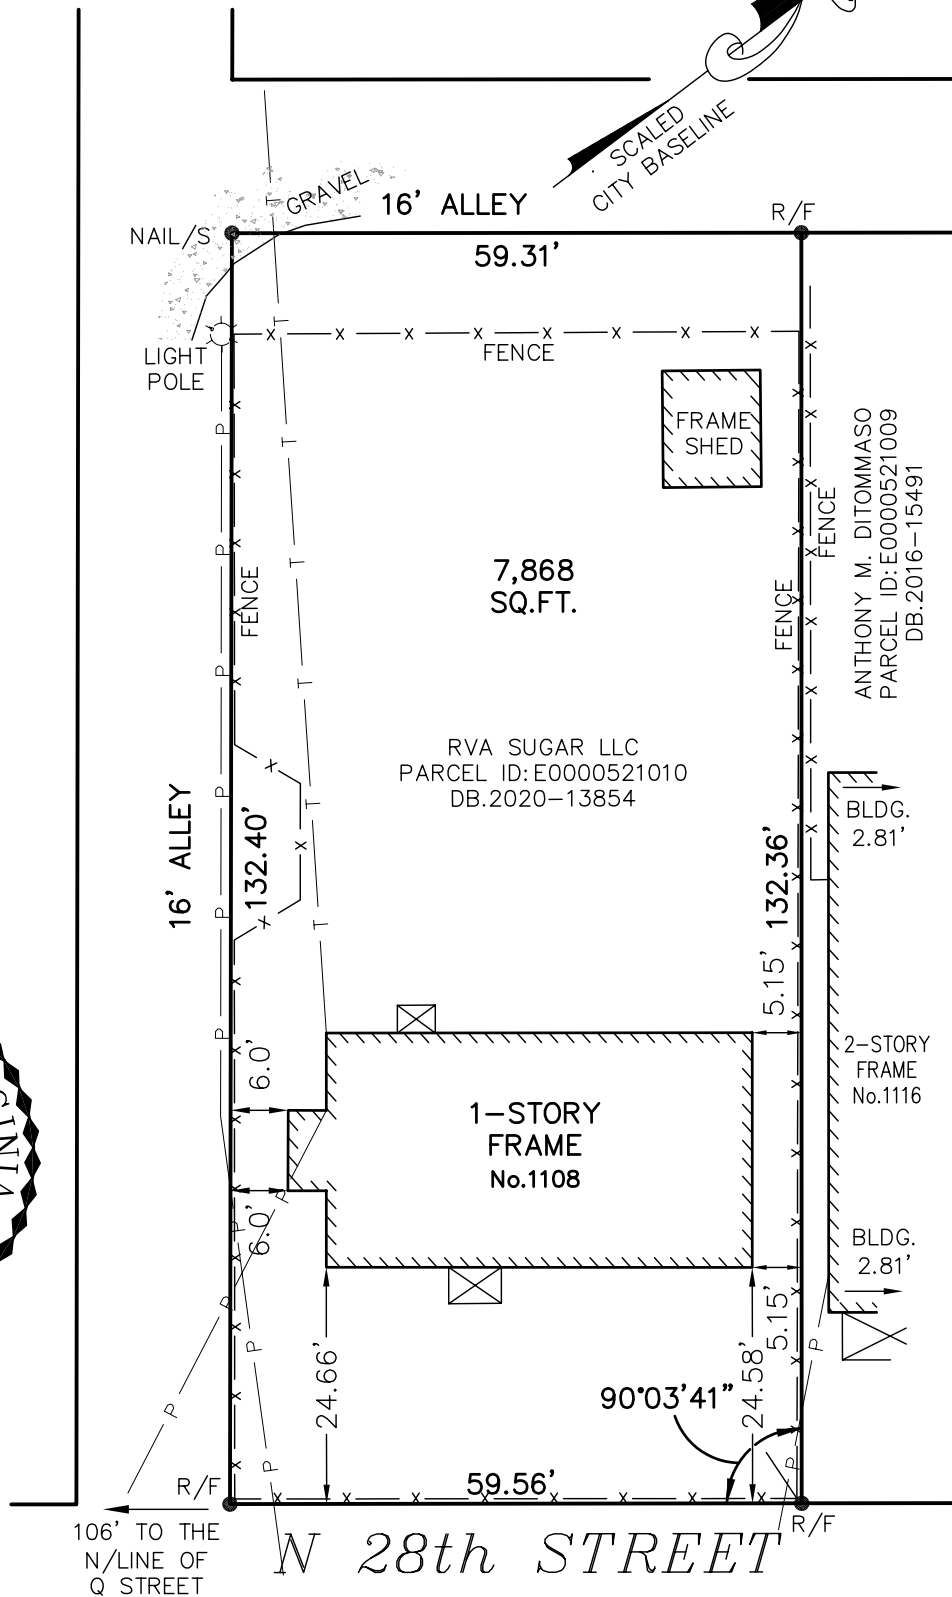 SCALED
CITY BASELINE
GRAVEL
16' ALLEY
R/F
NAIL/S
59.31'
LIGHT
POLE
FENCE
FRAME
SHED
ANTHONY M. DITOMMASO
PARCEL ID:E0000521009
DB.2016-15491
FENCE
FENCE
FENCE
7,868
SQ.FT.
RVA SUGAR LLC
PARCEL ID:E0000521010
DB.2020-13854
16' ALLEY
132.40'
132.36'
BLDG.
2.81'
5.15'
6.0'
2-STORY
FRAME
No.1116
1-STORY
FRAME
No.1108
6.0'
BLDG.
2.81'
5.15'
24.66'
24.58'
90°03'41"
R/F
59.56'
R/F
106' TO THE
N/LINE OF
Q STREET
N 28th STREET